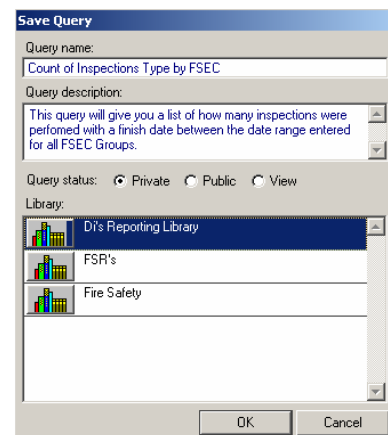 Save Query
Query name:
Count of Inspections Type by FSEC
Query description:
This query will give you a list of how many inspections were
perfomed with a finish date between the date range entered
for all FSEC Groups.
Query status: Private Public View
Library:
Di's Reporting Library
FSR's
Fire Safety
OK Cancel